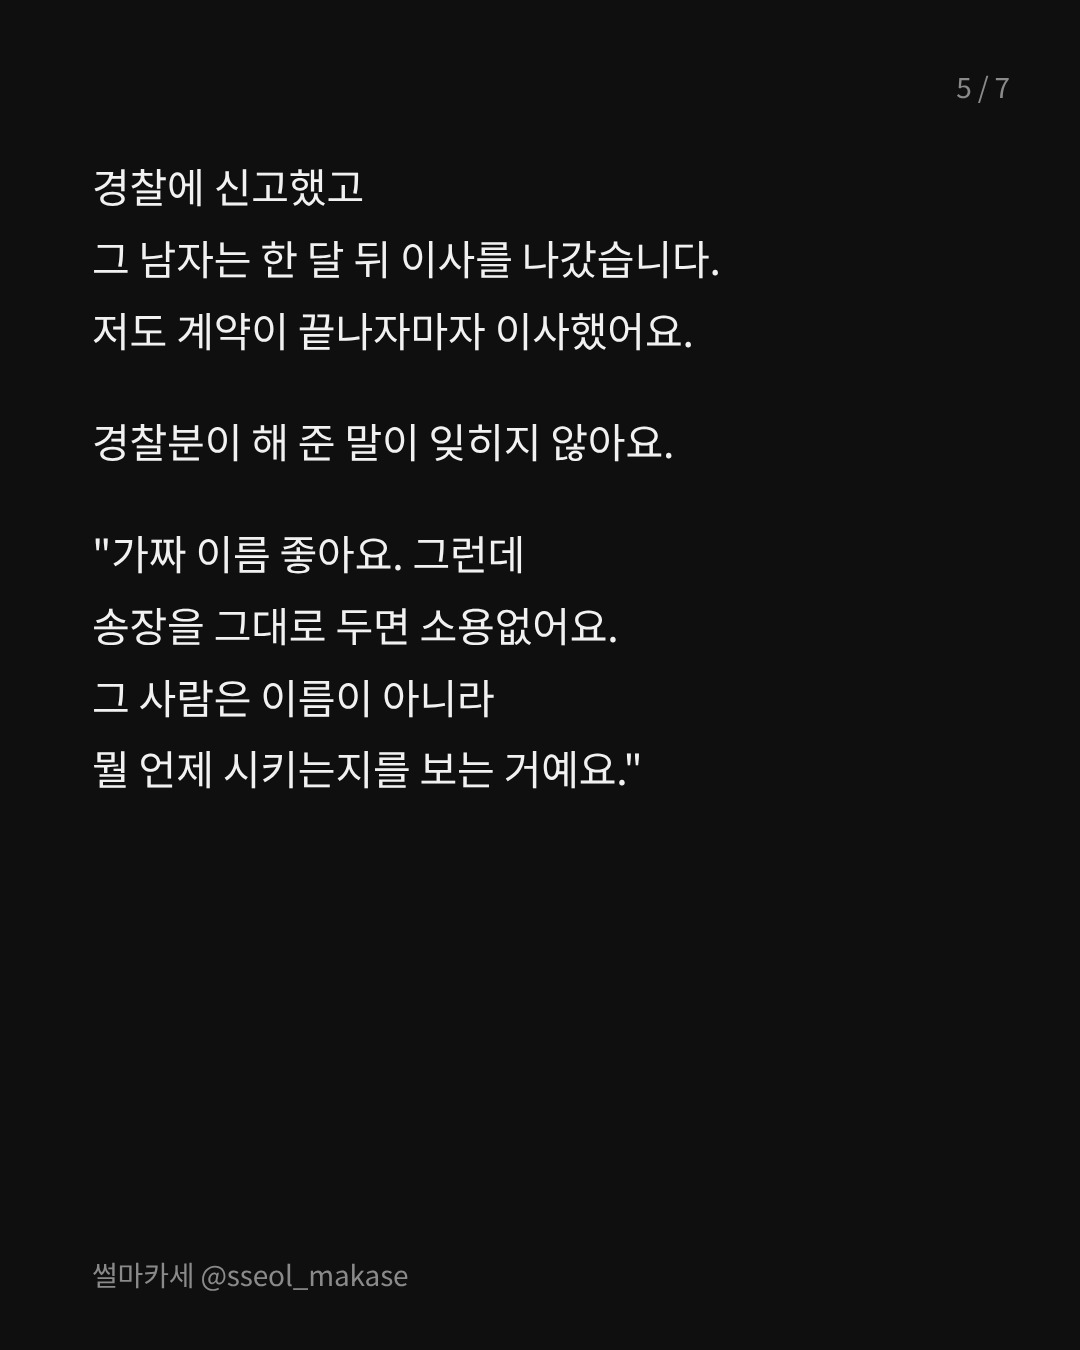 5 / 7
경찰에 신고했고
그 남자는 한 달 뒤 이사를 나갔습니다.
저도 계약이 끝나자마자 이사했어요.
경찰분이 해 준 말이 잊히지 않아요.
"가짜 이름 좋아요. 그런데
송장을 그대로 두면 소용없어요.
그 사람은 이름이 아니라
뭘 언제 시키는지를 보는 거예요."
썰마카세 @sseol_makase